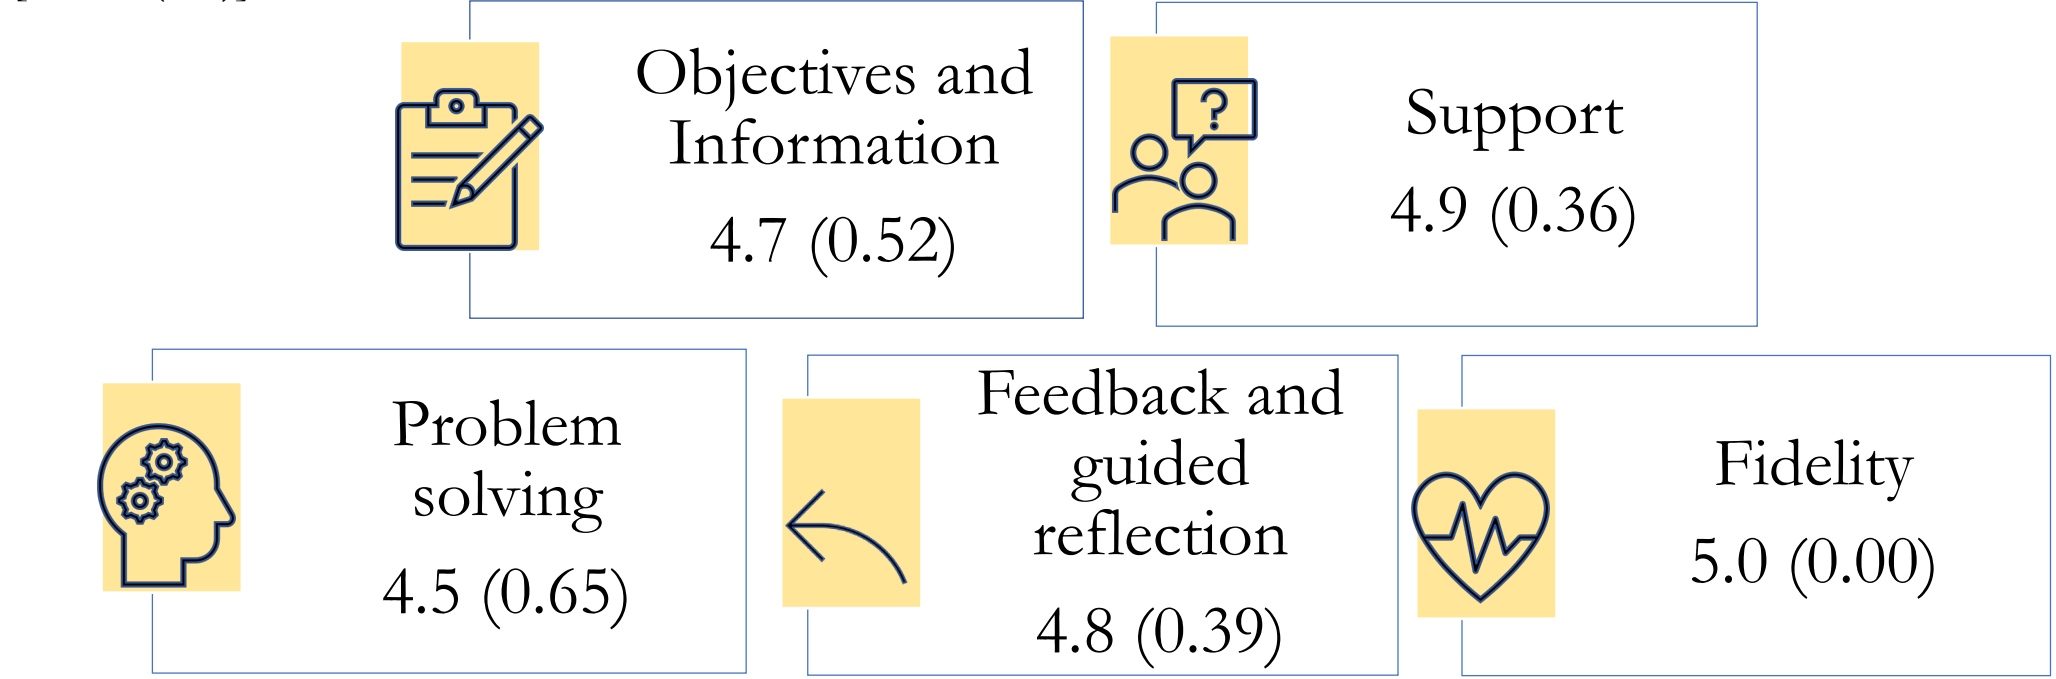 Objectives and
Information
4.7 (0.52)
?
Support
4.9 (0.36)
Problem
solving
4.5 (0.65)
Feedback and
guided
reflection
4.8 (0.39)
Fidelity
5.0 (0.00)